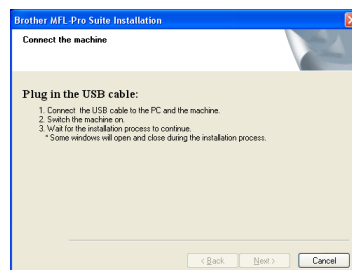 Brother MFL-Pro Suite Installation
Connect the machine
Plug in the USB cable:
1. Connect the USB cable to the PC and the machine.
2. Switch the machine on.
3. Wait for the installation process to continue.
* Some windows will open and close during the installation process.
< Back Next > Cancel